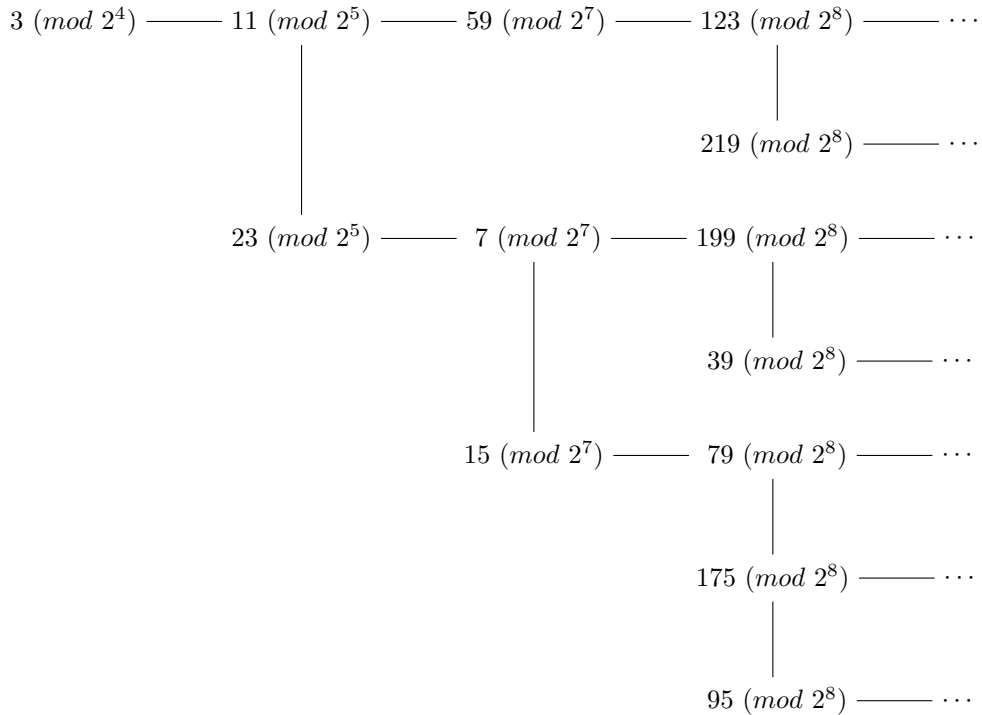 3 (mod 2^4) 11 (mod 2^5) 59 (mod 2^7) 123 (mod 2^8) ···
219 (mod 2^8) ···
23 (mod 2^5) 7 (mod 2^7) 199 (mod 2^8) ···
39 (mod 2^8) ···
15 (mod 2^7) 79 (mod 2^8) ···
175 (mod 2^8) ···
95 (mod 2^8) ···